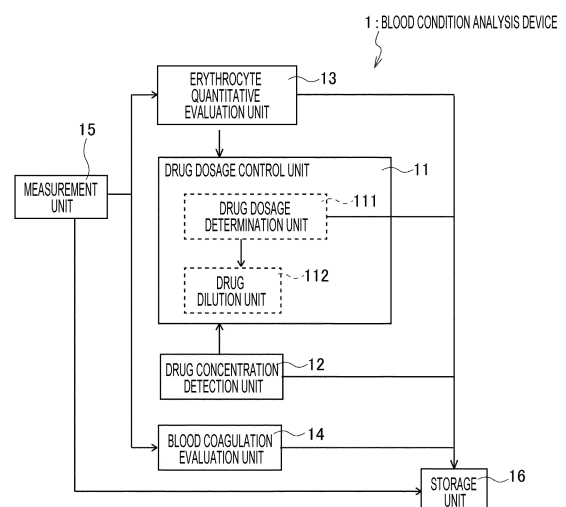 1 : BLOOD CONDITION ANALYSIS DEVICE
ERYTHROCYTE
QUANTITATIVE
EVALUATION UNIT
13
15
MEASUREMENT
UNIT
DRUG DOSAGE CONTROL UNIT
11
DRUG DOSAGE
DETERMINATION UNIT
111
DRUG
DILUTION UNIT
112
DRUG CONCENTRATION
DETECTION UNIT
12
BLOOD COAGULATION
EVALUATION UNIT
14
STORAGE
UNIT
16